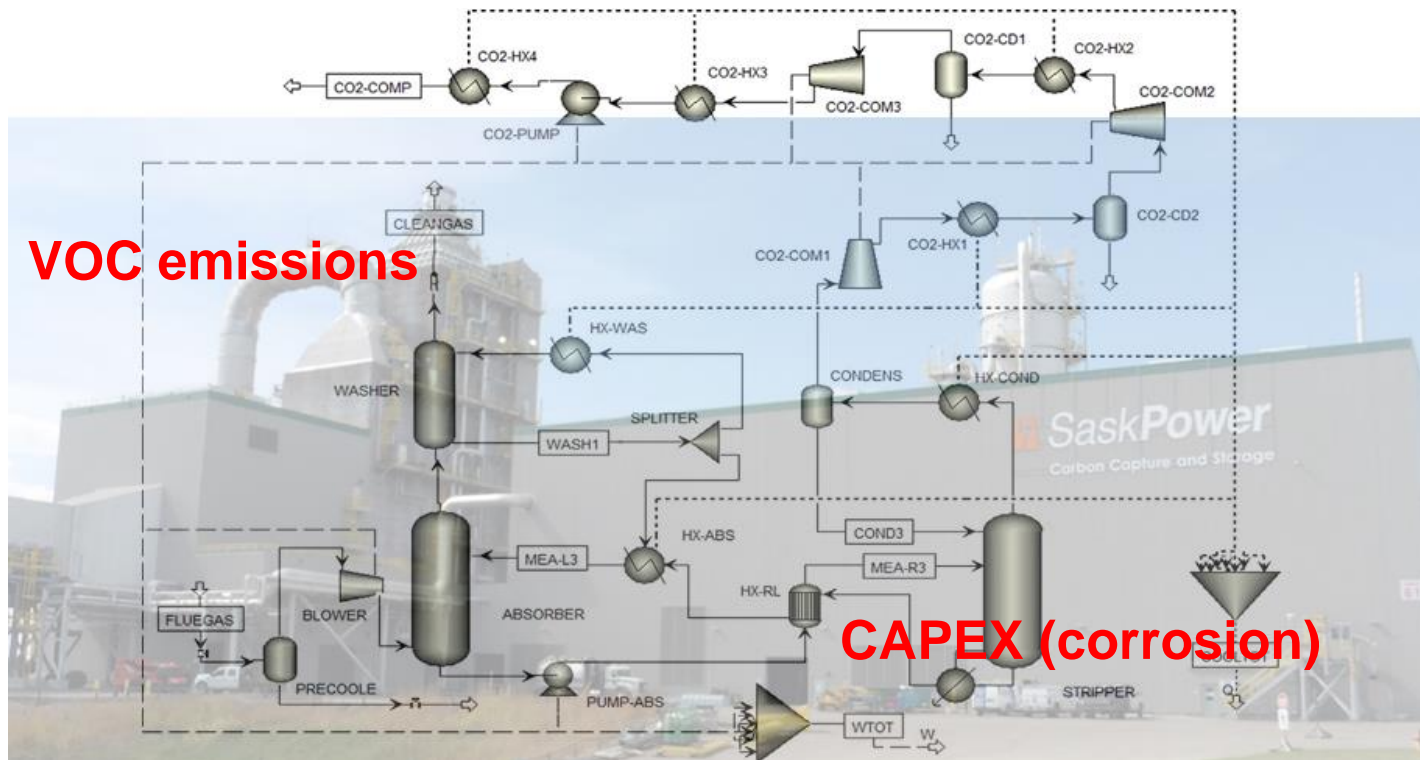 CO2-HX4
CO2-CD1
CO2-HX2
CO2-HX3
CO2-COMP
CO2-COM3
CO2-COM2
CO2-PUMP
CLEANGAS
VOC emissions
CO2-CD2
CO2-HX1
CO2-COM1
HX-WAS
WASHER
CONDENS
HX-COND
SPLITTER
WASH1
SaskPower
Carbon Capture and Storage
HX-ABS
COND3
MEA-L3
MEA-R3
HX-RL
BLOWER
ABSORBER
FLUEGAS
CAPEX (corrosion)
PRECOOLE
PUMP-ABS
STRIPPER
Q
WTOT
W